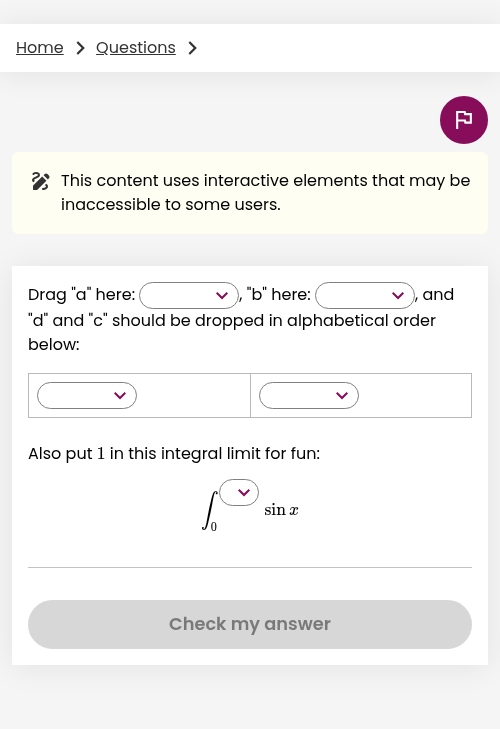 Home Questions
This content uses interactive elements that may be
inaccessible to some users.
Drag "a" here: , "b" here: , and
"d" and "c" should be dropped in alphabetical order
below:
Also put 1 in this integral limit for fun:
∫₀ sin x
Check my answer